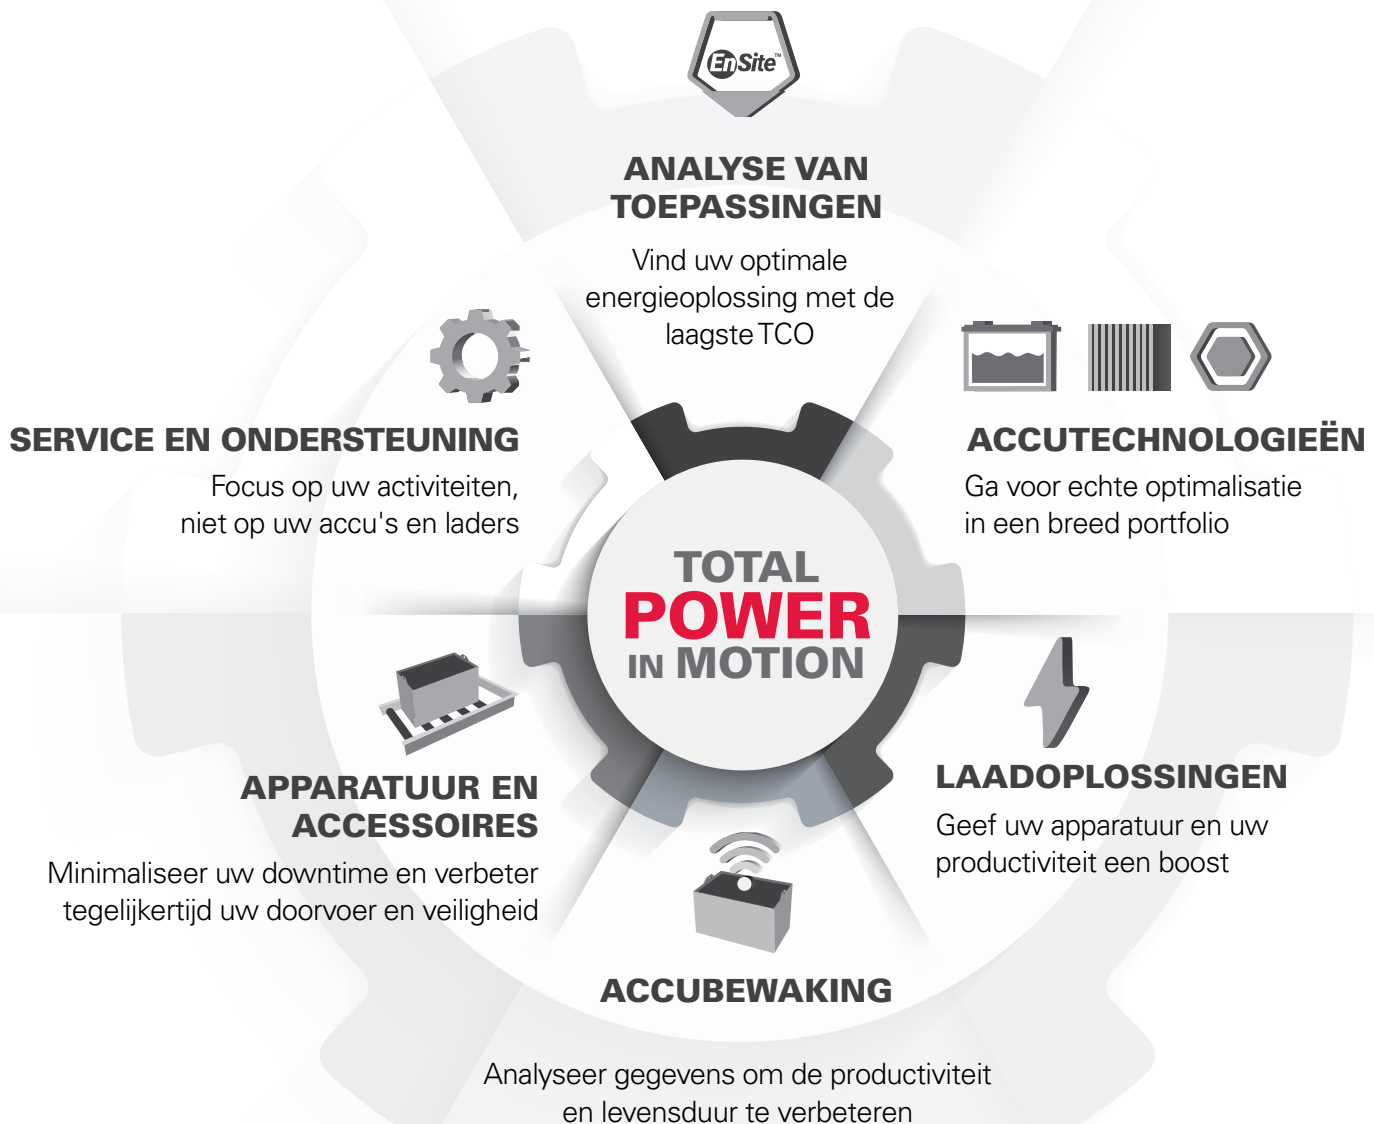 EnSite™
ANALYSE VAN
TOEPASSINGEN
Vind uw optimale
energieoplossing met de
laagste TCO
SERVICE EN ONDERSTEUNING
Focus op uw activiteiten,
niet op uw accu's en laders
ACCUTECHNOLOGIEËN
Ga voor echte optimalisatie
in een breed portfolio
TOTAL
POWER
IN MOTION
APPARATUUR EN
ACCESSOIRES
Minimaliseer uw downtime en verbeter
tegelijkertijd uw doorvoer en veiligheid
LAADOPLOSSINGEN
Geef uw apparatuur en uw
productiviteit een boost
ACCUBEWAKING
Analyseer gegevens om de productiviteit
en levensduur te verbeteren